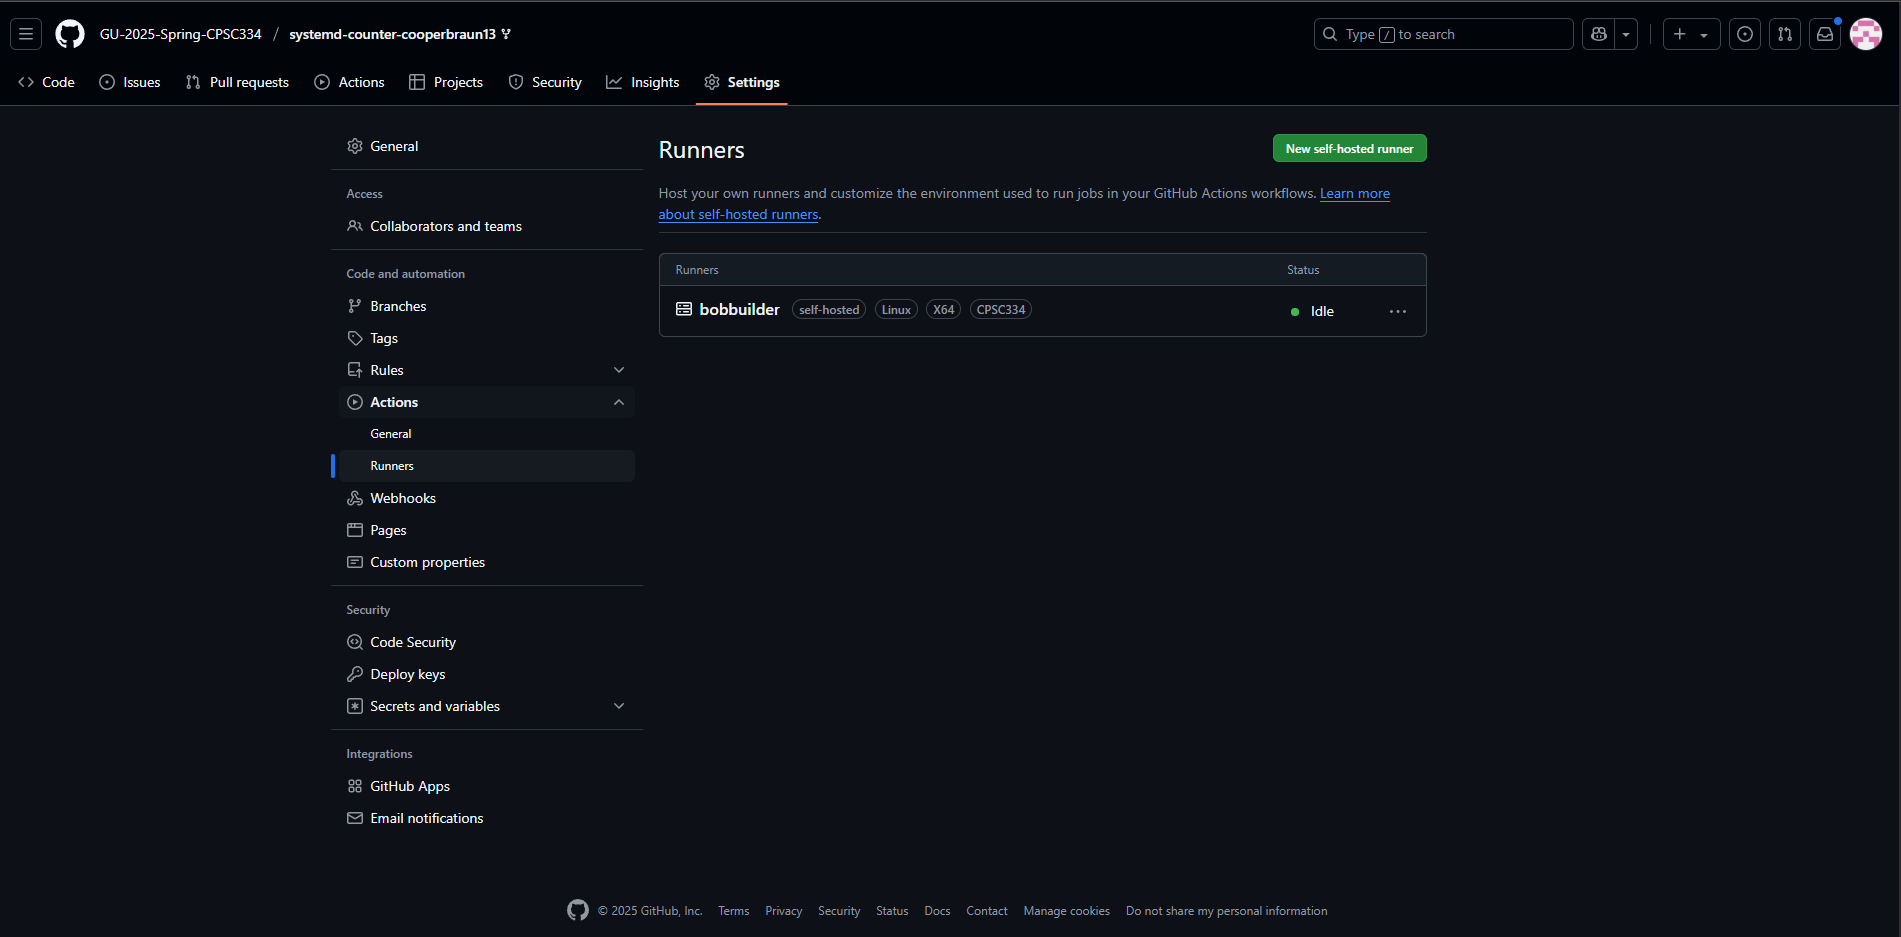 GU-2025-Spring-CPSC334 / systemd-counter-cooperbraun13
Type / to search
Code Issues Pull requests Actions Projects Security Insights Settings
General
Access
Collaborators and teams
Code and automation
Branches
Tags
Rules
Actions
General
Runners
Webhooks
Pages
Custom properties
Security
Code Security
Deploy keys
Secrets and variables
Integrations
GitHub Apps
Email notifications
Runners
New self-hosted runner
Host your own runners and customize the environment used to run jobs in your GitHub Actions workflows. Learn more
about self-hosted runners.
Runners Status
bobbuilder self-hosted Linux X64 CPSC334 Idle
© 2025 GitHub, Inc. Terms Privacy Security Status Docs Contact Manage cookies Do not share my personal information